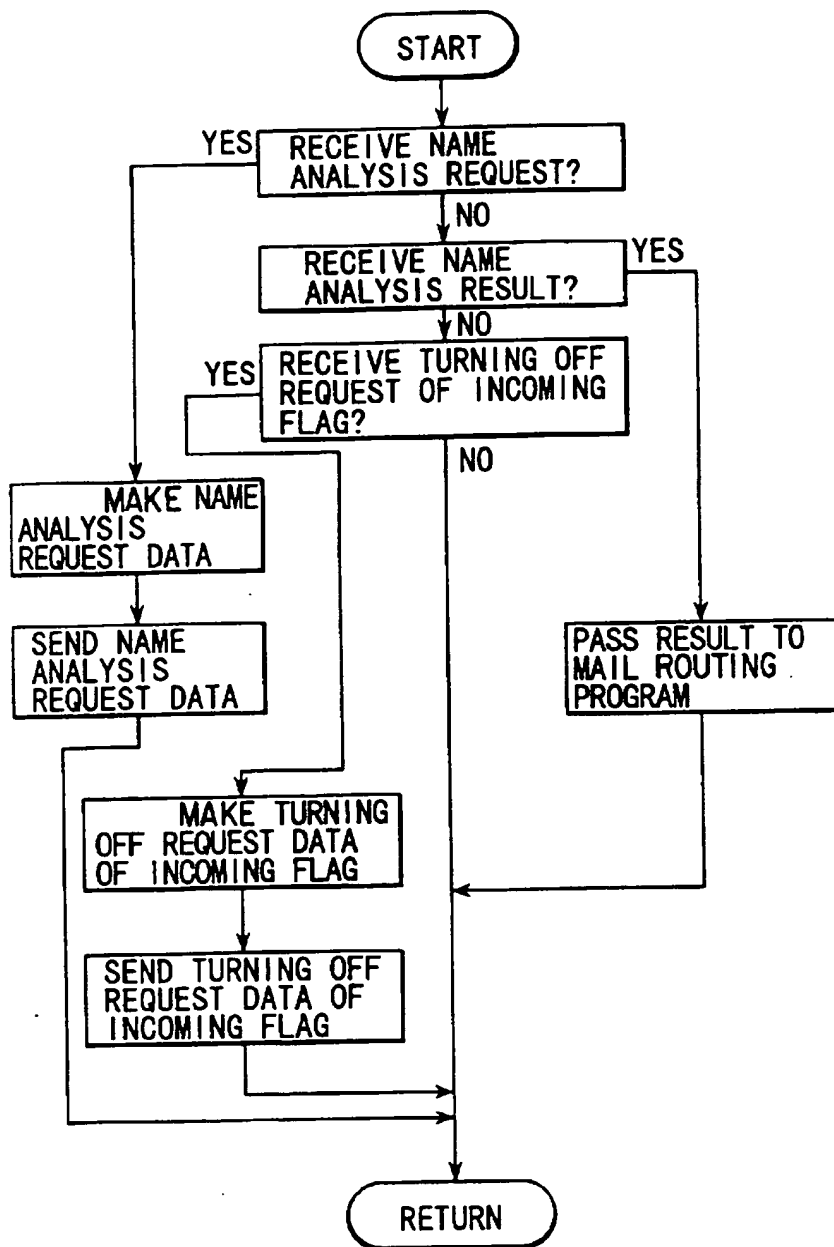 START
YES
RECEIVE NAME
ANALYSIS REQUEST?
NO
RECEIVE NAME
ANALYSIS RESULT?
YES
NO
YES
RECEIVE TURNING OFF
REQUEST OF INCOMING
FLAG?
NO
MAKE NAME
ANALYSIS
REQUEST DATA
SEND NAME
ANALYSIS
REQUEST DATA
PASS RESULT TO
MAIL ROUTING
PROGRAM
MAKE TURNING
OFF REQUEST DATA
OF INCOMING FLAG
SEND TURNING OFF
REQUEST DATA OF
INCOMING FLAG
RETURN